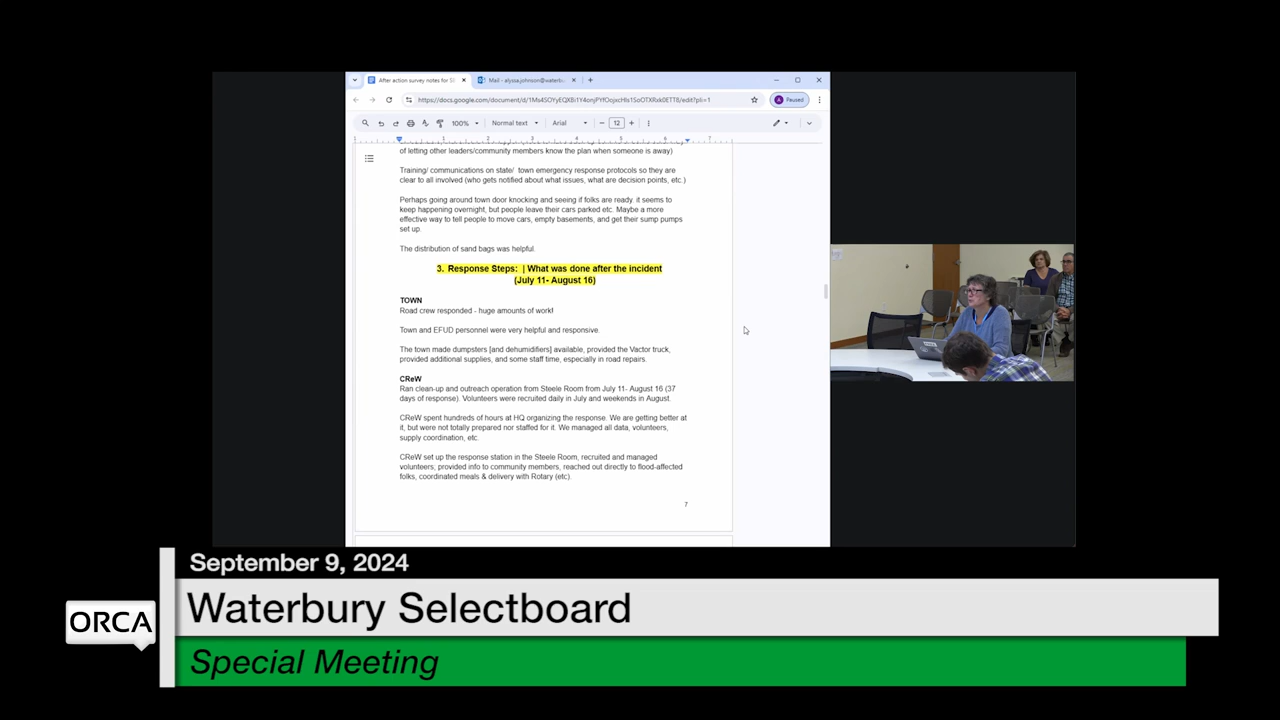 After action survey notes for S
Mail - alyssa.johnson@waterbu
Paused
100%
Normal text
Arial
12
1 1 2 3 4 5 6 7
of letting other leaders/community members know the plan when someone is away)
Training/ communications on state/ town emergency response protocols so they are
clear to all involved (who gets notified about what issues, what are decision points, etc.)
Perhaps going around town door knocking and seeing if folks are ready. it seems to
keep happening overnight, but people leave their cars parked etc. Maybe a more
effective way to tell people to move cars, empty basements, and get their sump pumps
set up.
The distribution of sand bags was helpful.
3. Response Steps: | What was done after the incident
(July 11- August 16)
TOWN
Road crew responded - huge amounts of work!
Town and EFUD personnel were very helpful and responsive.
The town made dumpsters [and dehumidifiers] available, provided the Vactor truck,
provided additional supplies, and some staff time, especially in road repairs.
CReW
Ran clean-up and outreach operation from Steele Room from July 11- August 16 (37
days of response). Volunteers were recruited daily in July and weekends in August.
CReW spent hundreds of hours at HQ organizing the response. We are getting better at
it, but were not totally prepared nor staffed for it. We managed all data, volunteers,
supply coordination, etc.
CReW set up the response station in the Steele Room, recruited and managed
volunteers, provided info to community members, reached out directly to flood-affected
folks, coordinated meals & delivery with Rotary (etc).
7
September 9, 2024
ORCA
Waterbury Selectboard
Special Meeting